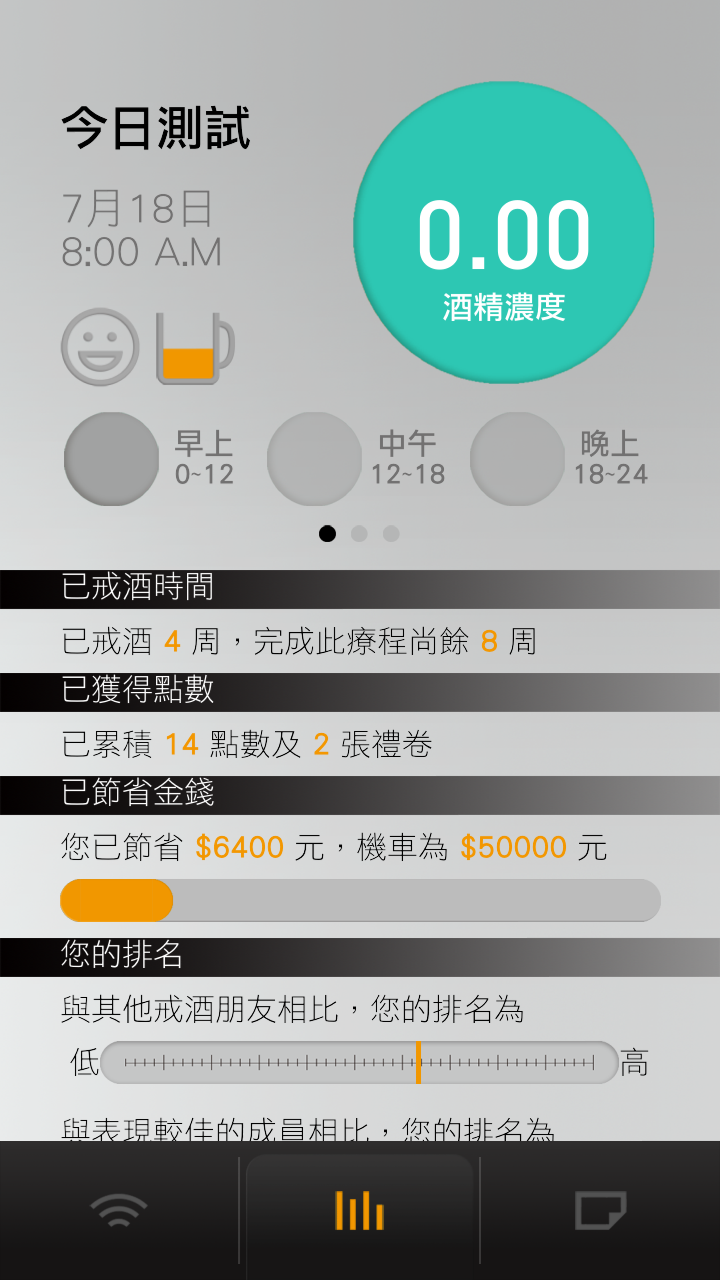 今日測試
7月18日
8:00 A.M
0.00
酒精濃度
早上
0~12
中午
12~18
晚上
18~24
已戒酒時間
已戒酒 4 周，完成此療程尚餘 8 周
已獲得點數
已累積 14 點數及 2 張禮卷
已節省金錢
您已節省 $6400 元，機車為 $50000 元
您的排名
與其他戒酒朋友相比，您的排名為
低
高
與表現較佳的成員相比，您的排名為